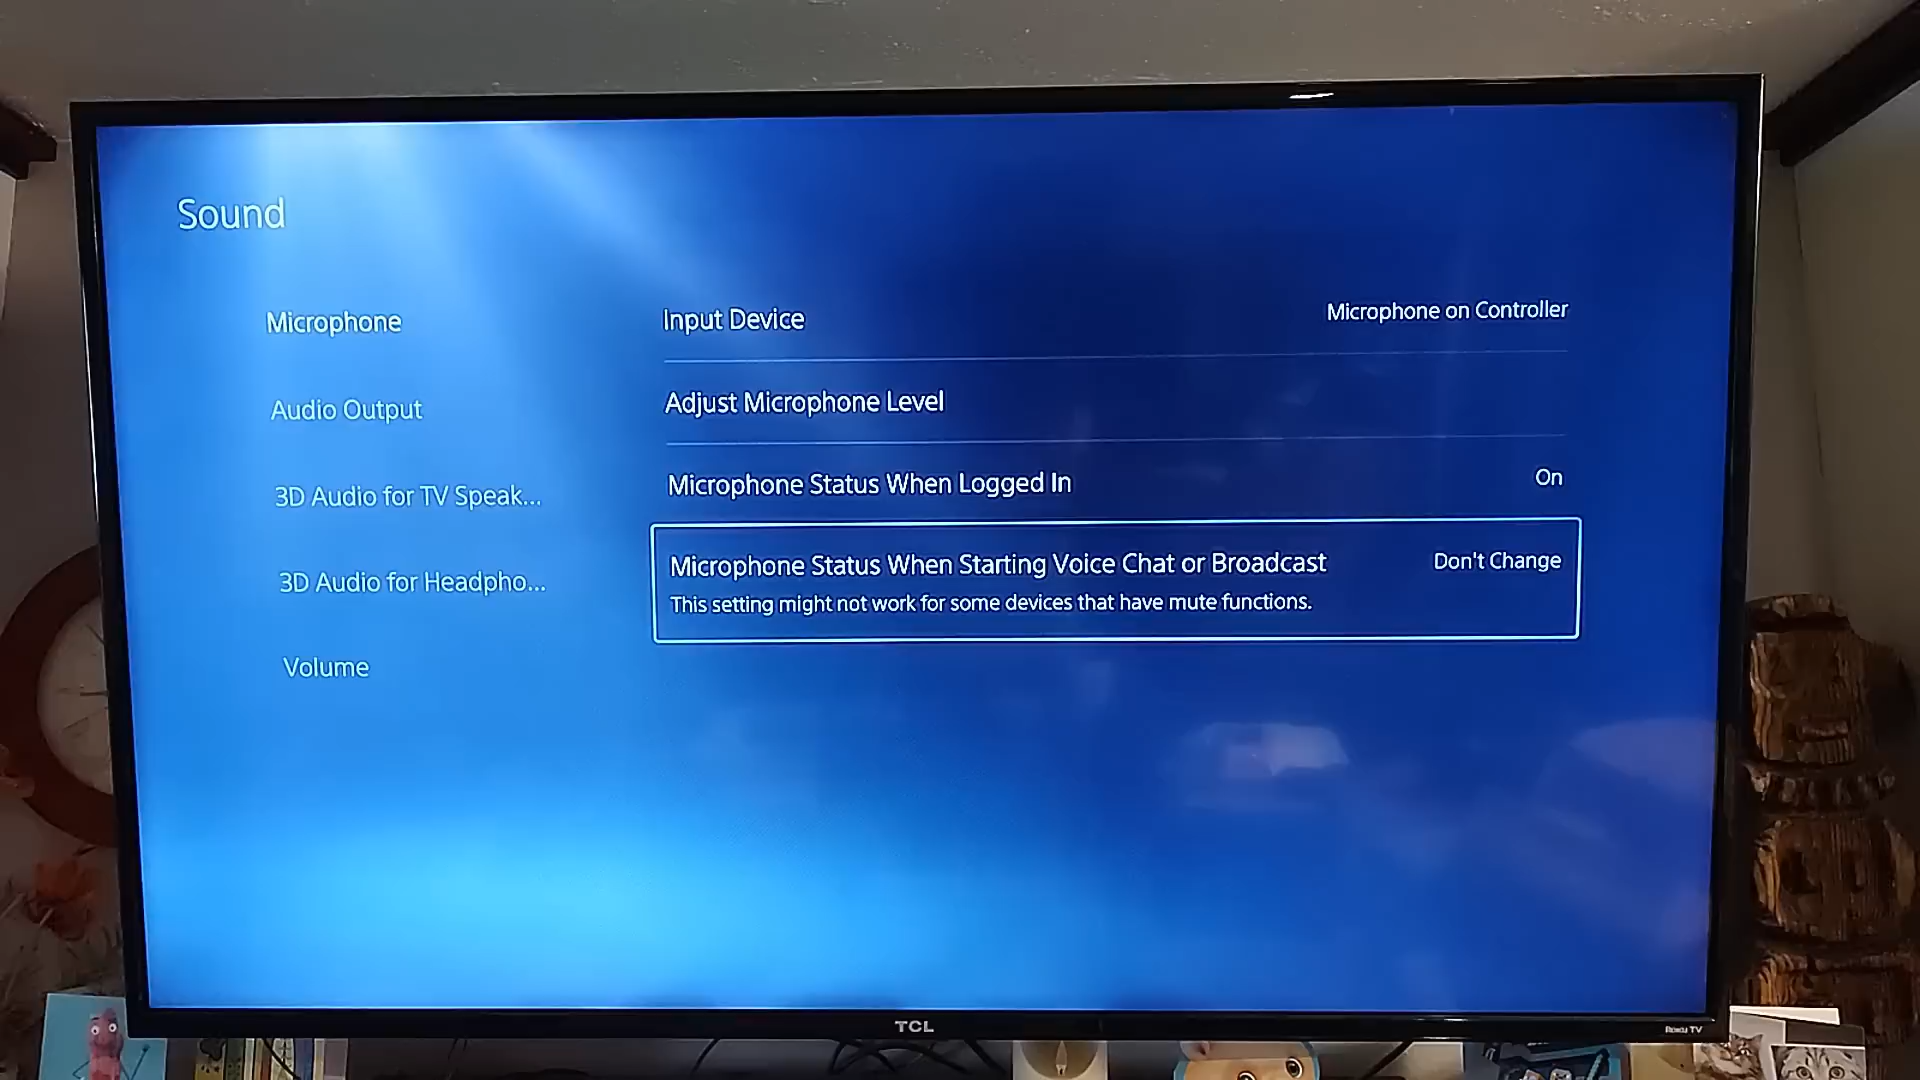 Sound
Microphone
Audio Output
3D Audio for TV Speak...
3D Audio for Headpho...
Volume
Input Device
Microphone on Controller
Adjust Microphone Level
Microphone Status When Logged In
On
Microphone Status When Starting Voice Chat or Broadcast
Don't Change
This setting might not work for some devices that have mute functions.
TCL
Roku TV